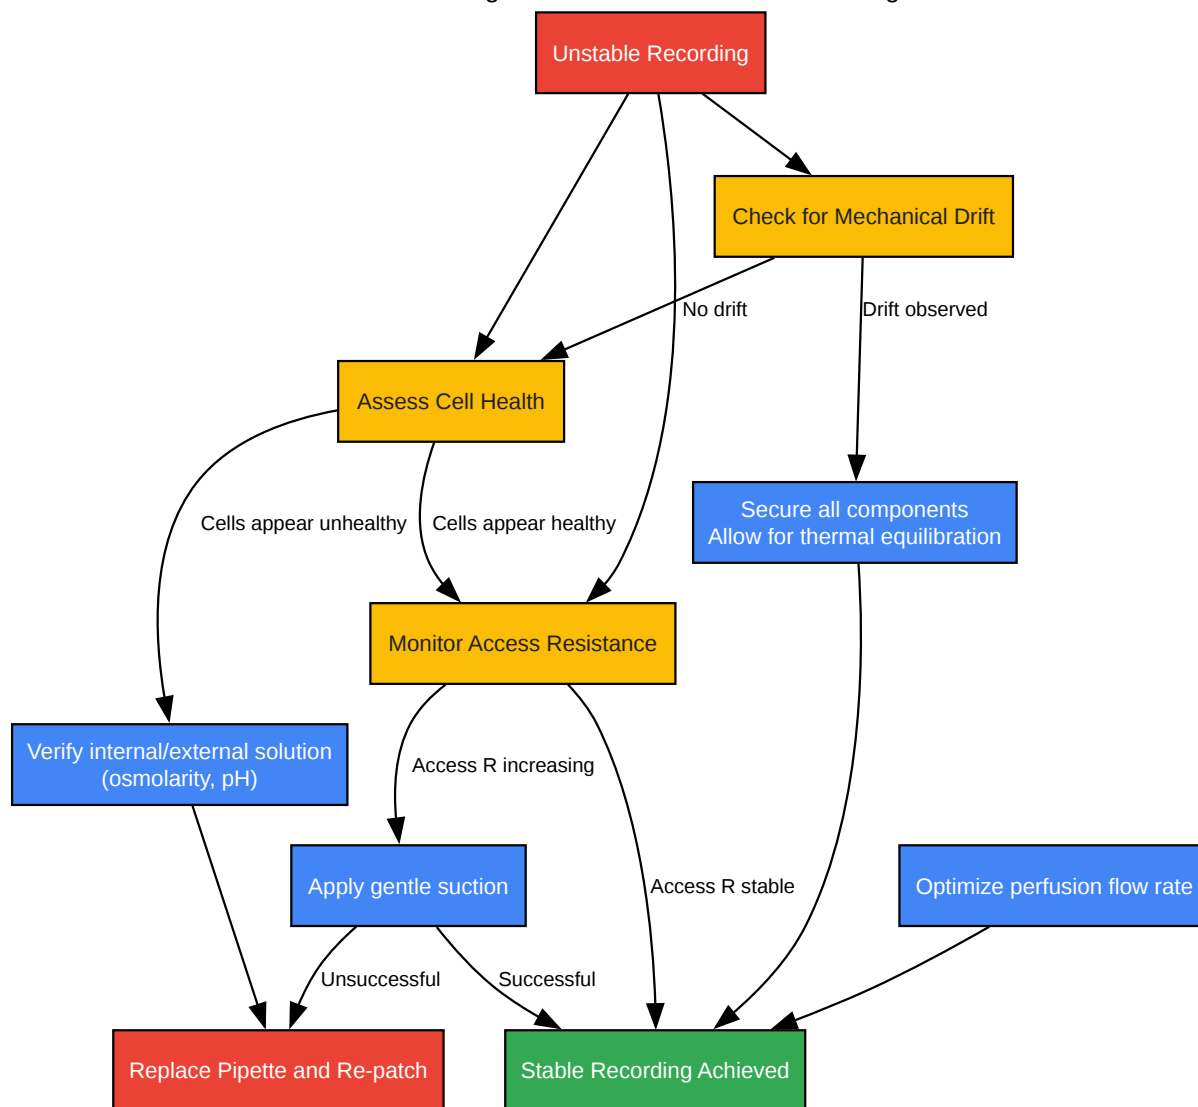 Unstable Recording
Check for Mechanical Drift
No drift
Drift observed
Assess Cell Health
Cells appear unhealthy
Cells appear healthy
Secure all components
Allow for thermal equilibration
Monitor Access Resistance
Verify internal/external solution
(osmolarity, pH)
Access R increasing
Apply gentle suction
Access R stable
Optimize perfusion flow rate
Unsuccessful
Successful
Replace Pipette and Re-patch
Stable Recording Achieved